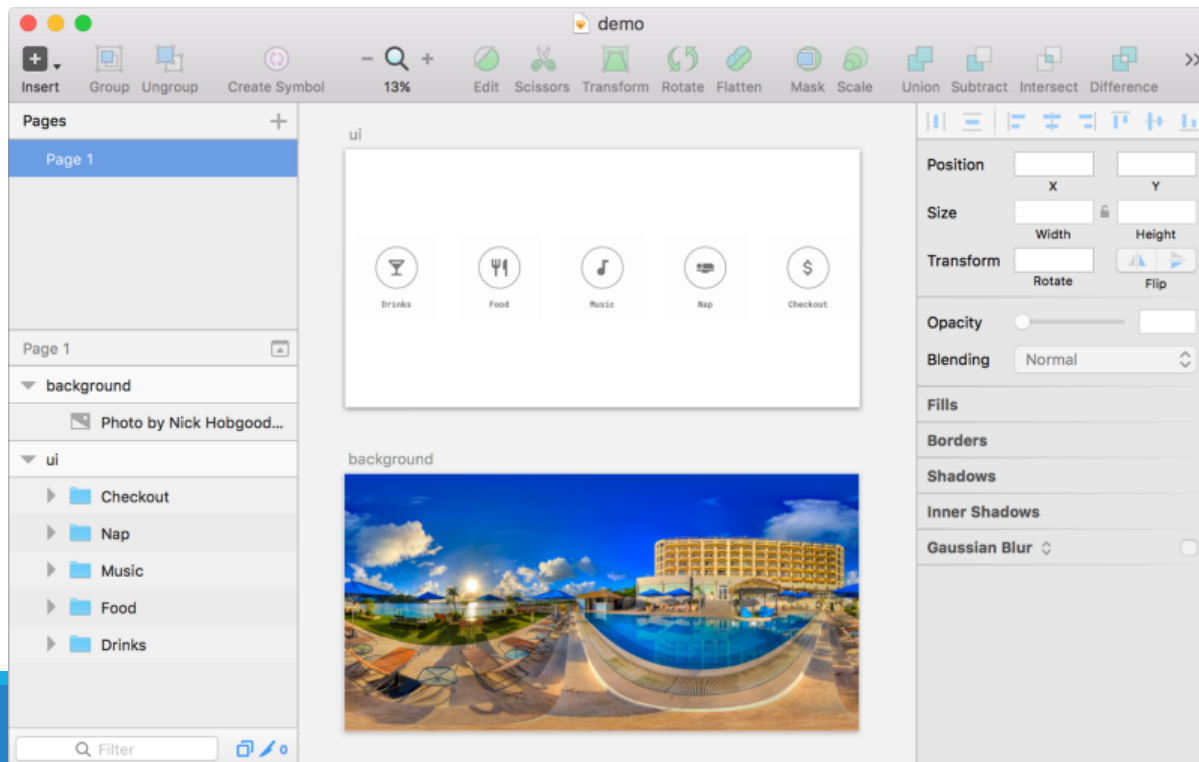 demo
Insert Group Ungroup Create Symbol 13% Edit Scissors Transform Rotate Flatten Mask Scale Union Subtract Intersect Difference
Pages
Page 1
Page 1
background
Photo by Nick Hobgood...
ui
Checkout
Nap
Music
Food
Drinks
Filter
0
ui
Drinks Food Music Nap Checkout
background
Position
X Y
Size
Width Height
Transform
Rotate Flip
Opacity
Blending Normal
Fills
Borders
Shadows
Inner Shadows
Gaussian Blur